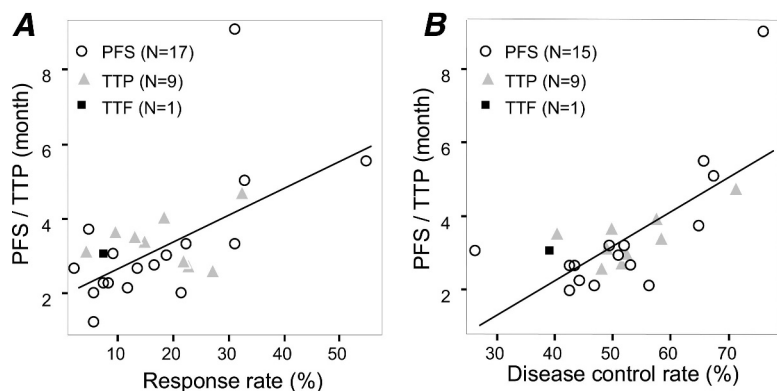 A
PFS (N=17)
TTP (N=9)
TTF (N=1)
PFS / TTP (month)
8
6
4
2
10 20 30 40 50
Response rate (%)
B
PFS (N=15)
TTP (N=9)
TTF (N=1)
PFS / TTP (month)
8
6
4
2
30 40 50 60 70
Disease control rate (%)